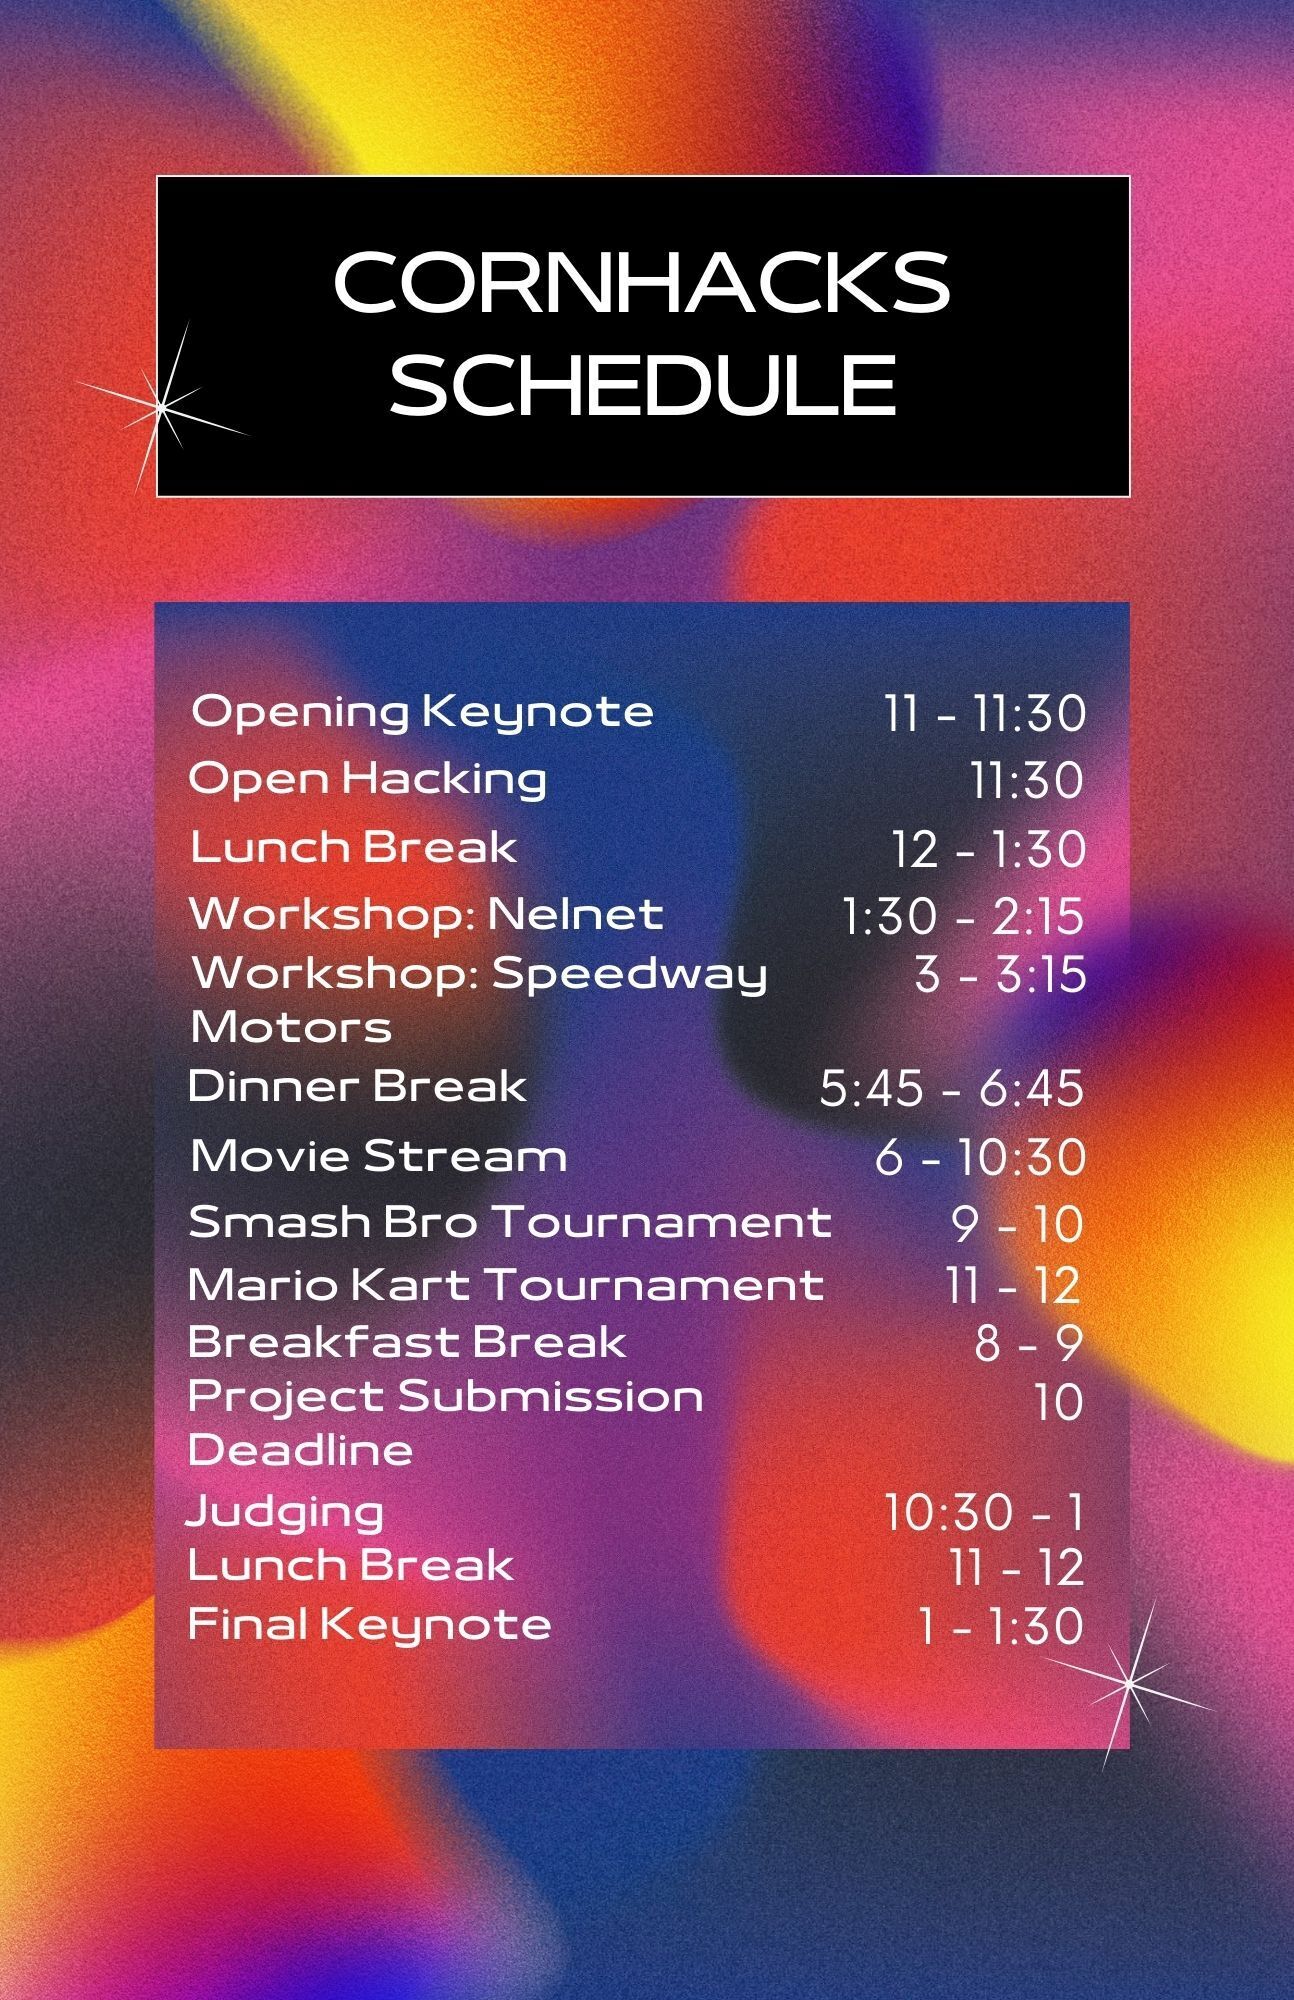 CORNHACKS
SCHEDULE
Opening Keynote 11 - 11:30
Open Hacking 11:30
Lunch Break 12 - 1:30
Workshop: Nelnet 1:30 - 2:15
Workshop: Speedway 3 - 3:15
Motors
Dinner Break 5:45 - 6:45
Movie Stream 6 - 10:30
Smash Bro Tournament 9 - 10
Mario Kart Tournament 11 - 12
Breakfast Break 8 - 9
Project Submission 10
Deadline
Judging 10:30 - 1
Lunch Break 11 - 12
Final Keynote 1 - 1:30